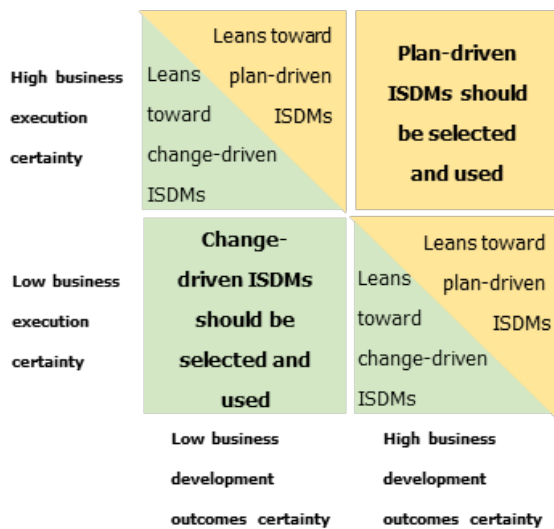 High business
execution
certainty
Leans toward
plan-driven
ISDMs
Leans
toward
change-driven
ISDMs
Plan-driven
ISDMs should
be selected
and used
Low business
execution
certainty
Change-
driven ISDMs
should be
selected and
used
Leans toward
plan-driven
ISDMs
Leans
toward
change-driven
ISDMs
Low business
development
outcomes certainty
High business
development
outcomes certainty